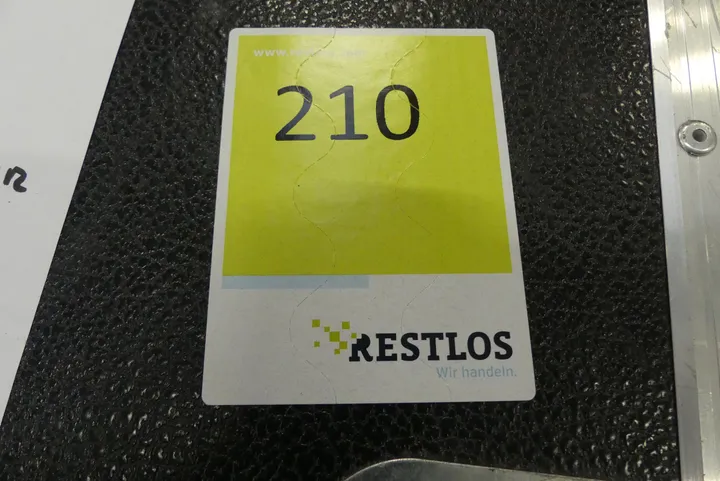 210
RESTLOS
Wir handeln.